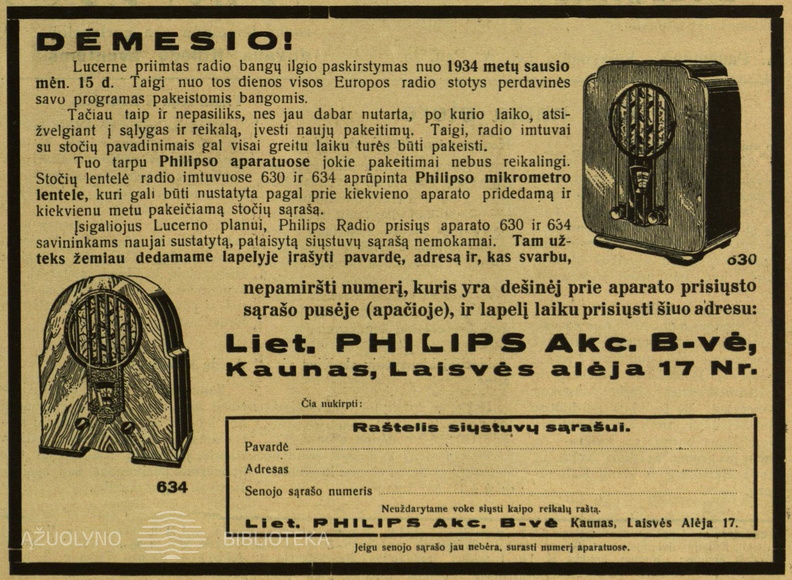 DĖMESIO!
Lucerne priimtas radio bangų ilgio paskirstymas nuo 1934 metų sausio
mėn. 15 d. Taigi nuo tos dienos visos Europos radio stotys perdavinės
savo programas pakeistomis bangomis.
Tačiau taip ir nepasiliks, nes jau dabar nutarta, po kurio laiko, atsi-
žvelgiant į sąlygas ir reikalą, įvesti naujų pakeitimų. Taigi, radio imtuvai
su stočių pavadinimais gal visai greitu laiku turės būti pakeisti.
Tuo tarpu Philipso aparatuose jokie pakeitimai nebus reikalingi.
Stočių lentelė radio imtuvuose 630 ir 634 aprūpinta Philipso mikrometro
lentele, kuri gali būti nustatyta pagal prie kiekvieno aparato pridedamą ir
kiekvienu metu pakeičiamą stočių sąrašą.
Įsigaliojus Lucerno planui, Philips Radio prisiųs aparato 630 ir 634
savininkams naujai sustatytą, pataisytą siųstuvų sąrašą nemokamai. Tam už-
teks žemiau dedamame lapelyje įrašyti pavardę, adresą ir, kas svarbu,
630
nepamiršti numerį, kuris yra dešinėj prie aparato prisiųsto
sąrašo pusėje (apačioje), ir lapelį laiku prisiųsti šiuo adresu:
Liet. PHILIPS Akc. B-vė,
Kaunas, Laisvės alėja 17 Nr.
634
Čia nukirpti:
Raštelis siųstuvų sąrašui.
Pavardė
Adresas
Senojo sąrašo numeris
Neuždarytame voke siųsti kaipo reikalų raštą.
Liet. PHILIPS Akc. B-vė Kaunas, Laisvės Alėja 17.
Jeigu senojo sąrašo jau nebėra, surasti numerį aparatuose.
ĄŽUOLYNO BIBLIOTEKA